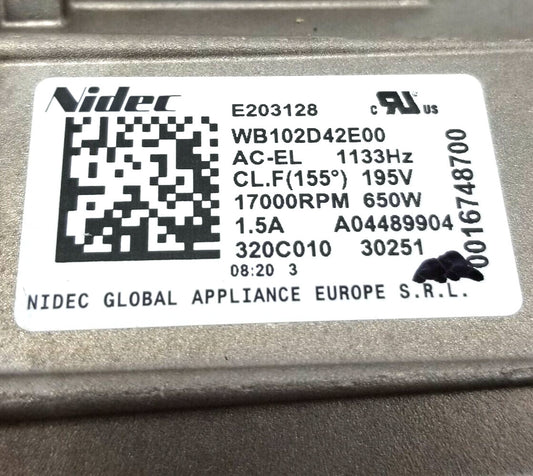 Nidec
E203128 c RU US
WB102D42E00
AC-EL 1133Hz
CL.F(155°) 195V
17000RPM 650W
1.5A A04489904
320C010 30251
08:20 3
0016748700
NIDEC GLOBAL APPLIANCE EUROPE S.R.L.